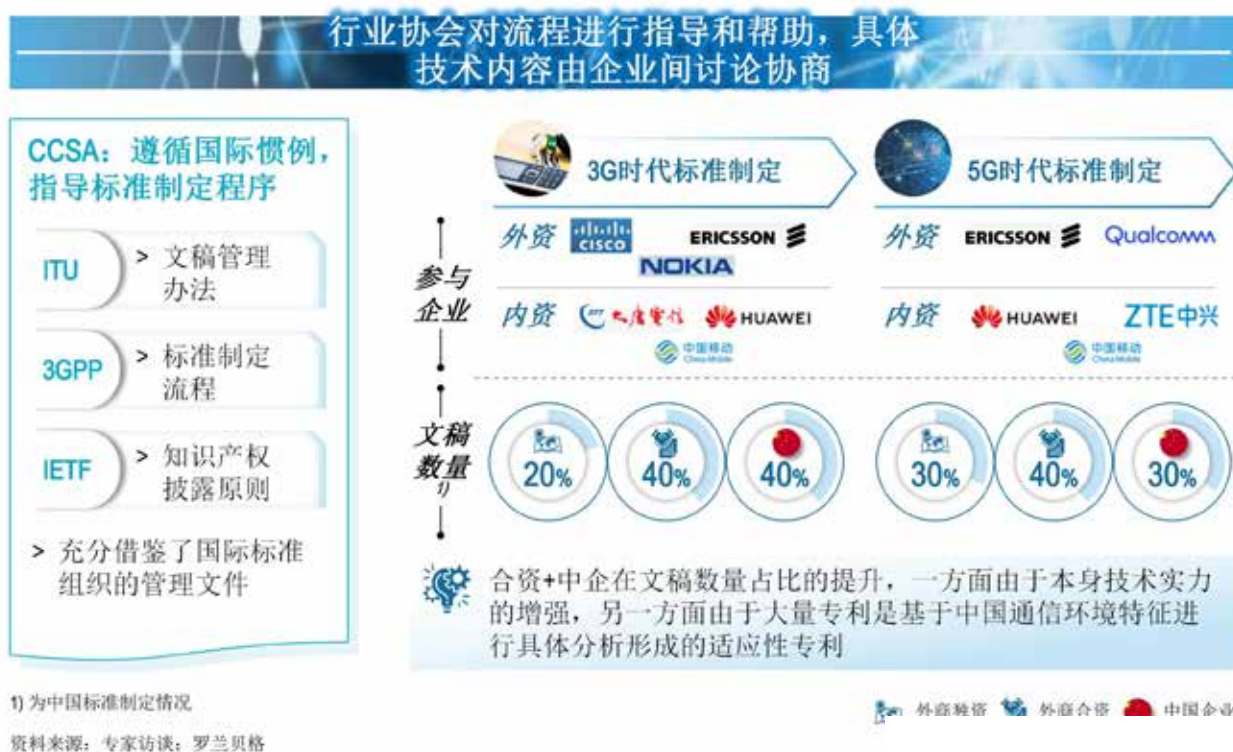 行业协会对流程进行指导和帮助，具体
技术内容由企业间讨论协商
CCSA：遵循国际惯例，
指导标准制定程序
ITU
> 文稿管理
办法
3GPP
> 标准制定
流程
IETF
> 知识产权
披露原则
> 充分借鉴了国际标准
组织的管理文件
3G时代标准制定
5G时代标准制定
参与
企业
外资
CISCO
ERICSSON
NOKIA
外资
ERICSSON
Qualcomm
内资
大唐电信
HUAWEI
中国移动
China Mobile
内资
HUAWEI
ZTE中兴
中国移动
China Mobile
文稿
数量
1)
20%
40%
40%
30%
40%
30%
合资+中企在文稿数量占比的提升，一方面由于本身技术实力
的增强，另一方面由于大量专利是基于中国通信环境特征进
行具体分析形成的适应性专利
1) 为中国标准制定情况
外商独资
外商合资
中国企业
资料来源：专家访谈；罗兰贝格